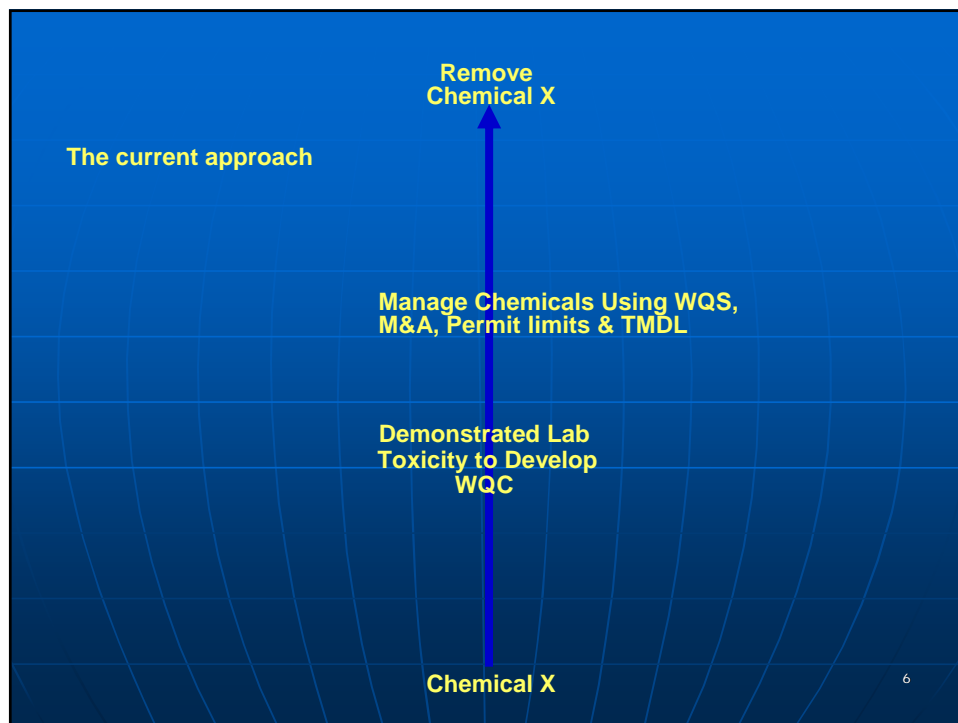 Remove
Chemical X
The current approach
Manage Chemicals Using WQS,
M&A, Permit limits & TMDL
Demonstrated Lab
Toxicity to Develop
WQC
Chemical X
6